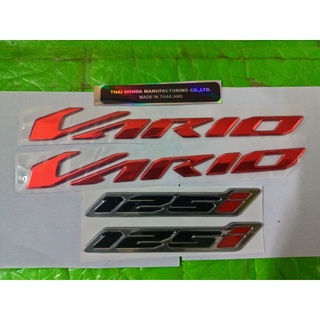 THAI HONDA MANUFACTURING CO.,LTD.
MADE IN THAILAND
VARIO
VARIO
125i
125i